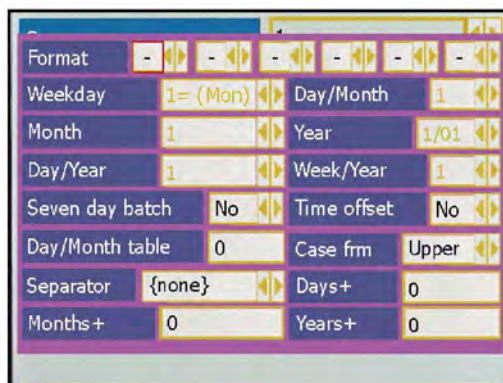 Format - - - - - -
Weekday 1= (Mon) Day/Month 1
Month 1 Year 1/01
Day/Year 1 Week/Year 1
Seven day batch No Time offset No
Day/Month table 0 Case frm Upper
Separator {none} Days+ 0
Months+ 0 Years+ 0